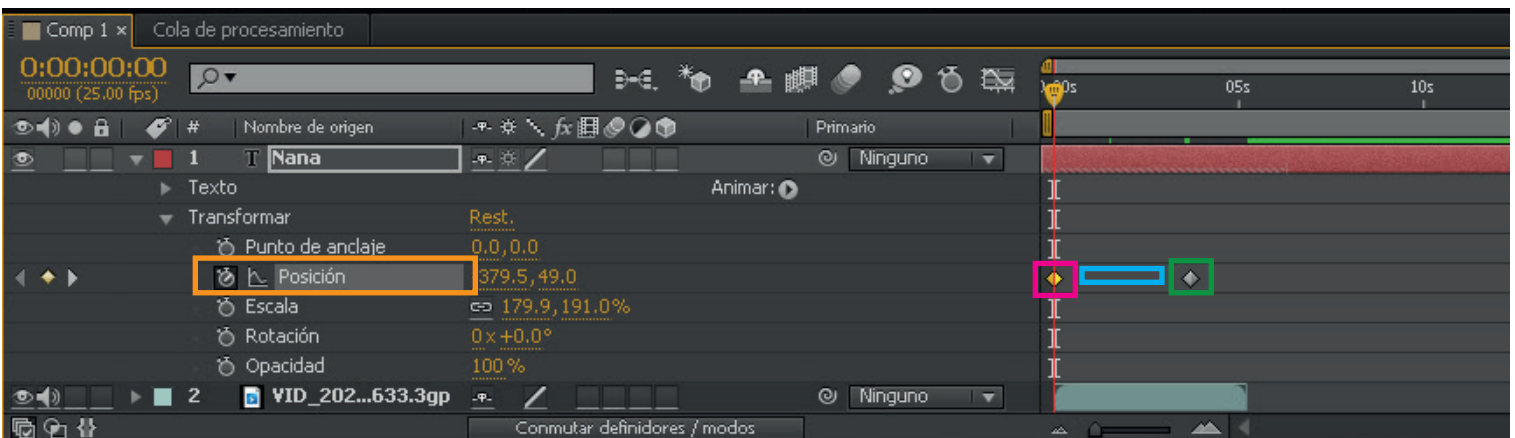 Comp 1 × Cola de procesamiento
0:00:00:00
00000 (25.00 fps)
05s 10s
# Nombre de origen fx Primario
1 T Nana Ninguno
Texto Animar:
Transformar Rest.
Punto de anclaje 0.0,0.0
Posición 379.5,49.0
Escala 179.9,191.0%
Rotación 0x+0.0°
Opacidad 100%
2 VID_202...633.3gp Ninguno
Conmutar definidores / modos